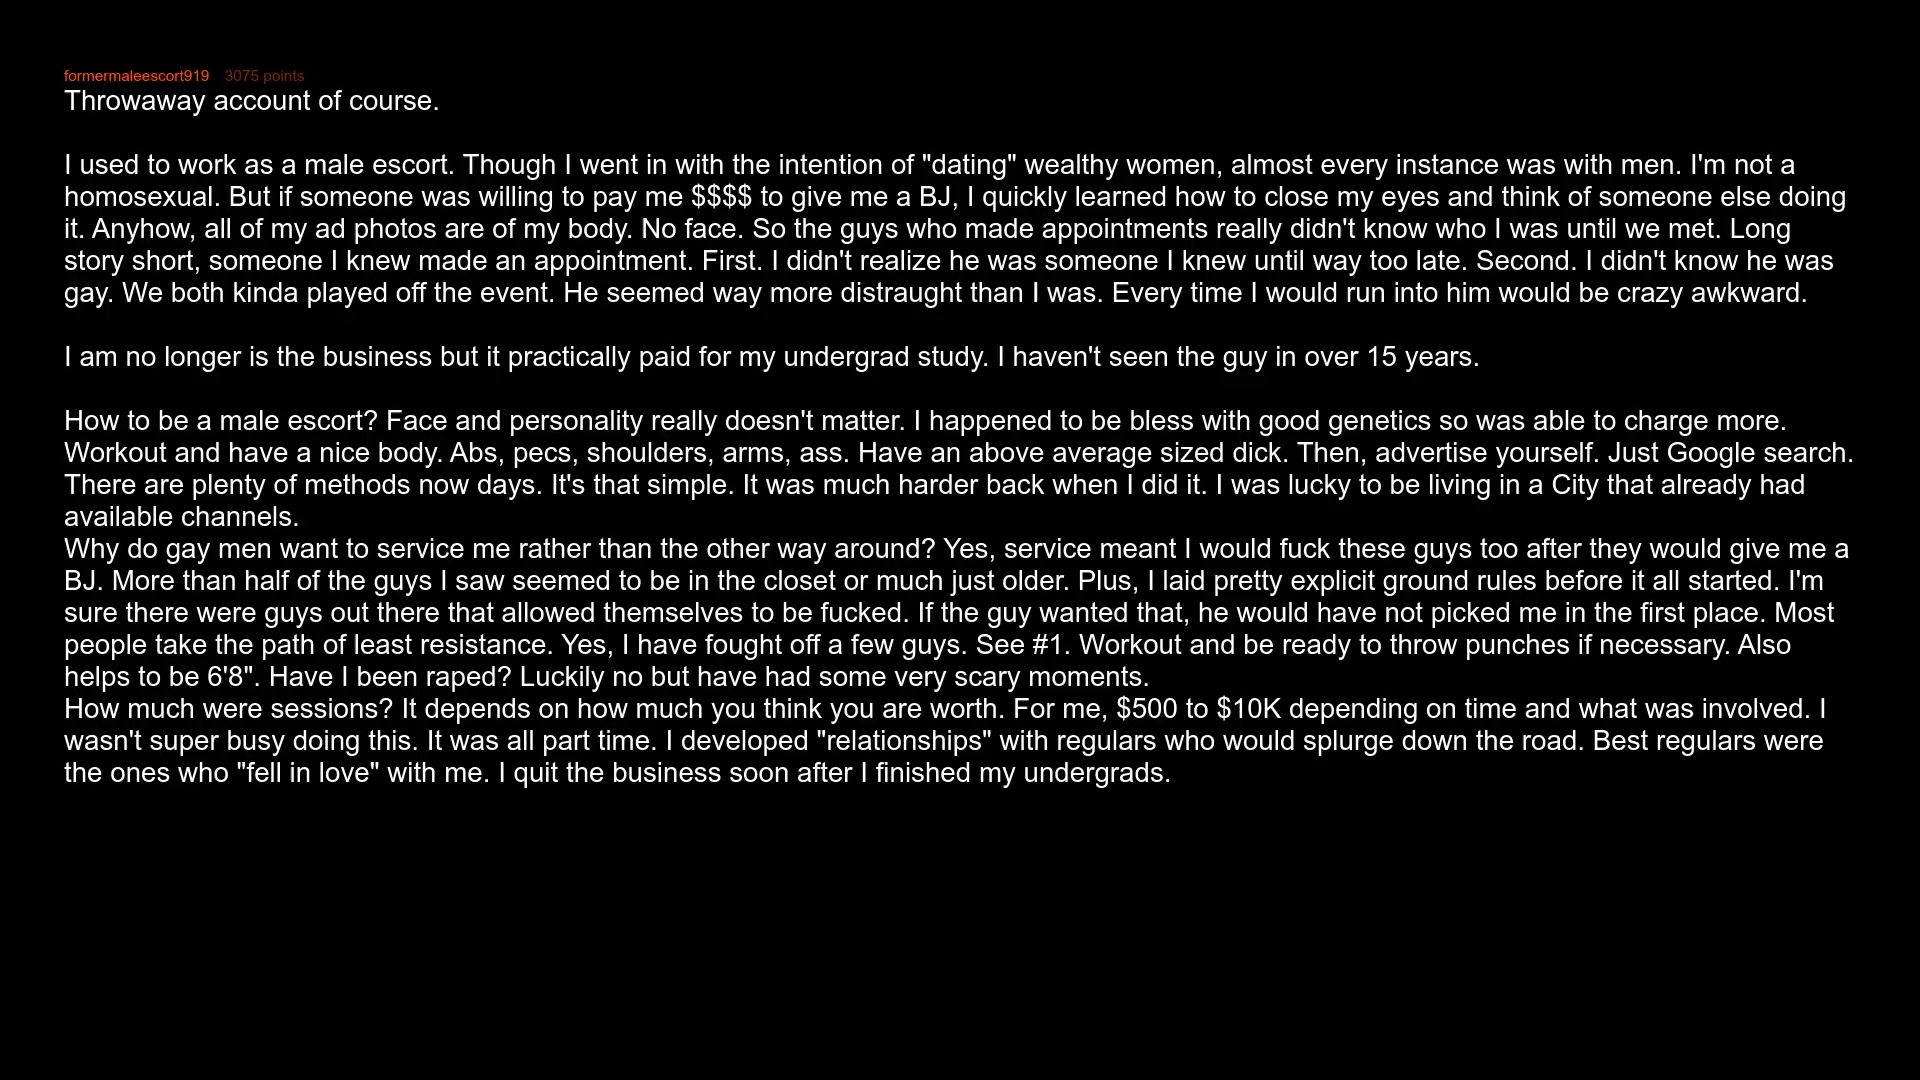 formermaleescort919 3075 points
Throwaway account of course.
I used to work as a male escort. Though I went in with the intention of "dating" wealthy women, almost every instance was with men. I'm not a
homosexual. But if someone was willing to pay me $$$$ to give me a BJ, I quickly learned how to close my eyes and think of someone else doing
it. Anyhow, all of my ad photos are of my body. No face. So the guys who made appointments really didn't know who I was until we met. Long
story short, someone I knew made an appointment. First. I didn't realize he was someone I knew until way too late. Second. I didn't know he was
gay. We both kinda played off the event. He seemed way more distraught than I was. Every time I would run into him would be crazy awkward.
I am no longer is the business but it practically paid for my undergrad study. I haven't seen the guy in over 15 years.
How to be a male escort? Face and personality really doesn't matter. I happened to be bless with good genetics so was able to charge more.
Workout and have a nice body. Abs, pecs, shoulders, arms, ass. Have an above average sized dick. Then, advertise yourself. Just Google search.
There are plenty of methods now days. It's that simple. It was much harder back when I did it. I was lucky to be living in a City that already had
available channels.
Why do gay men want to service me rather than the other way around? Yes, service meant I would fuck these guys too after they would give me a
BJ. More than half of the guys I saw seemed to be in the closet or much just older. Plus, I laid pretty explicit ground rules before it all started. I'm
sure there were guys out there that allowed themselves to be fucked. If the guy wanted that, he would have not picked me in the first place. Most
people take the path of least resistance. Yes, I have fought off a few guys. See #1. Workout and be ready to throw punches if necessary. Also
helps to be 6'8". Have I been raped? Luckily no but have had some very scary moments.
How much were sessions? It depends on how much you think you are worth. For me, $500 to $10K depending on time and what was involved. I
wasn't super busy doing this. It was all part time. I developed "relationships" with regulars who would splurge down the road. Best regulars were
the ones who "fell in love" with me. I quit the business soon after I finished my undergrads.